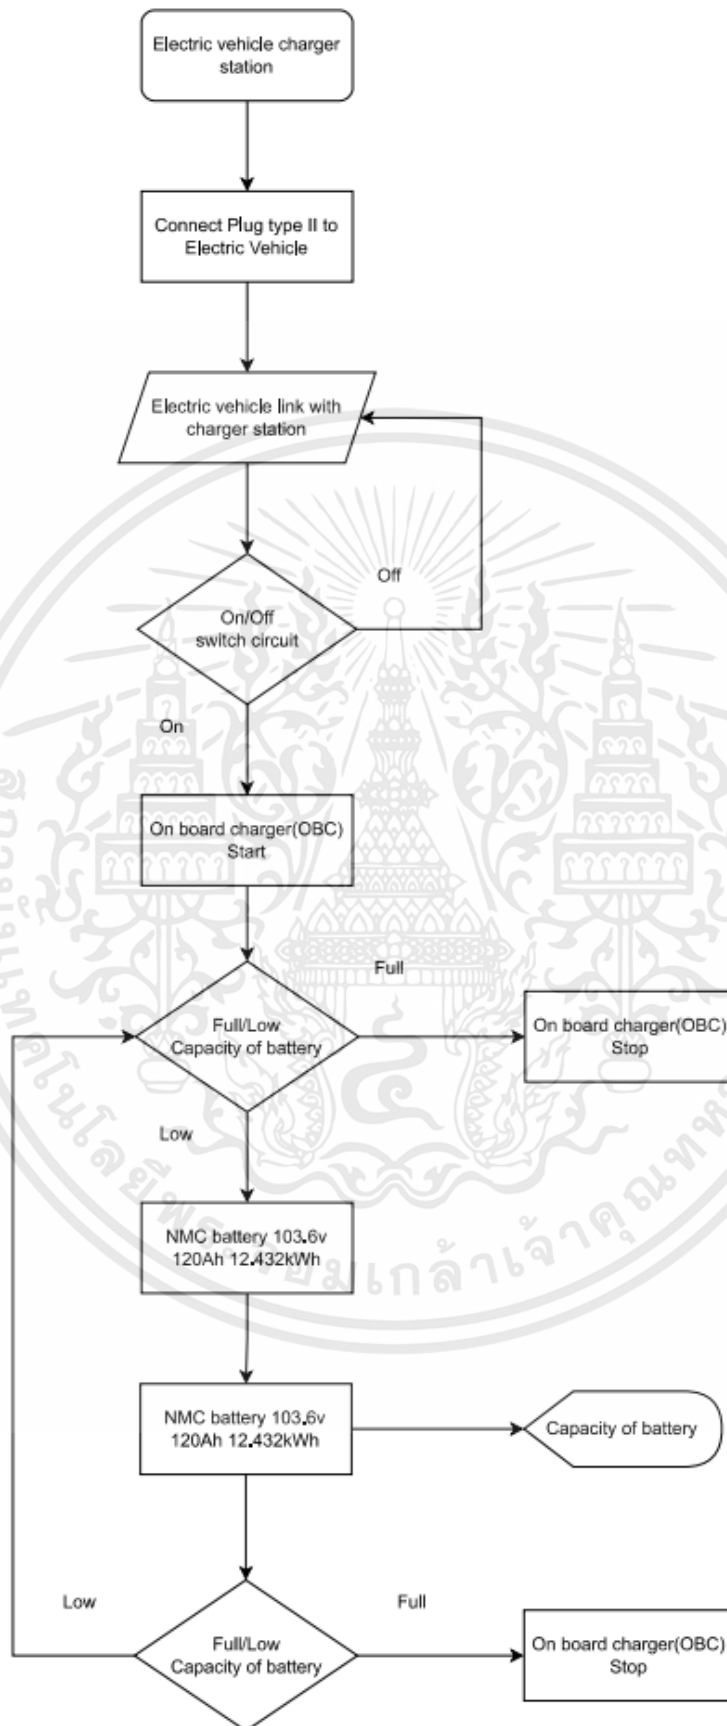 Electric vehicle charger
station
Connect Plug type II to
Electric Vehicle
Electric vehicle link with
charger station
Off
On/Off
switch circuit
On
On board charger(OBC)
Start
Full
Full/Low
Capacity of battery
On board charger(OBC)
Stop
Low
NMC battery 103.6v
120Ah 12.432kWh
NMC battery 103.6v
120Ah 12.432kWh
Capacity of battery
Low
Full
Full/Low
Capacity of battery
On board charger(OBC)
Stop